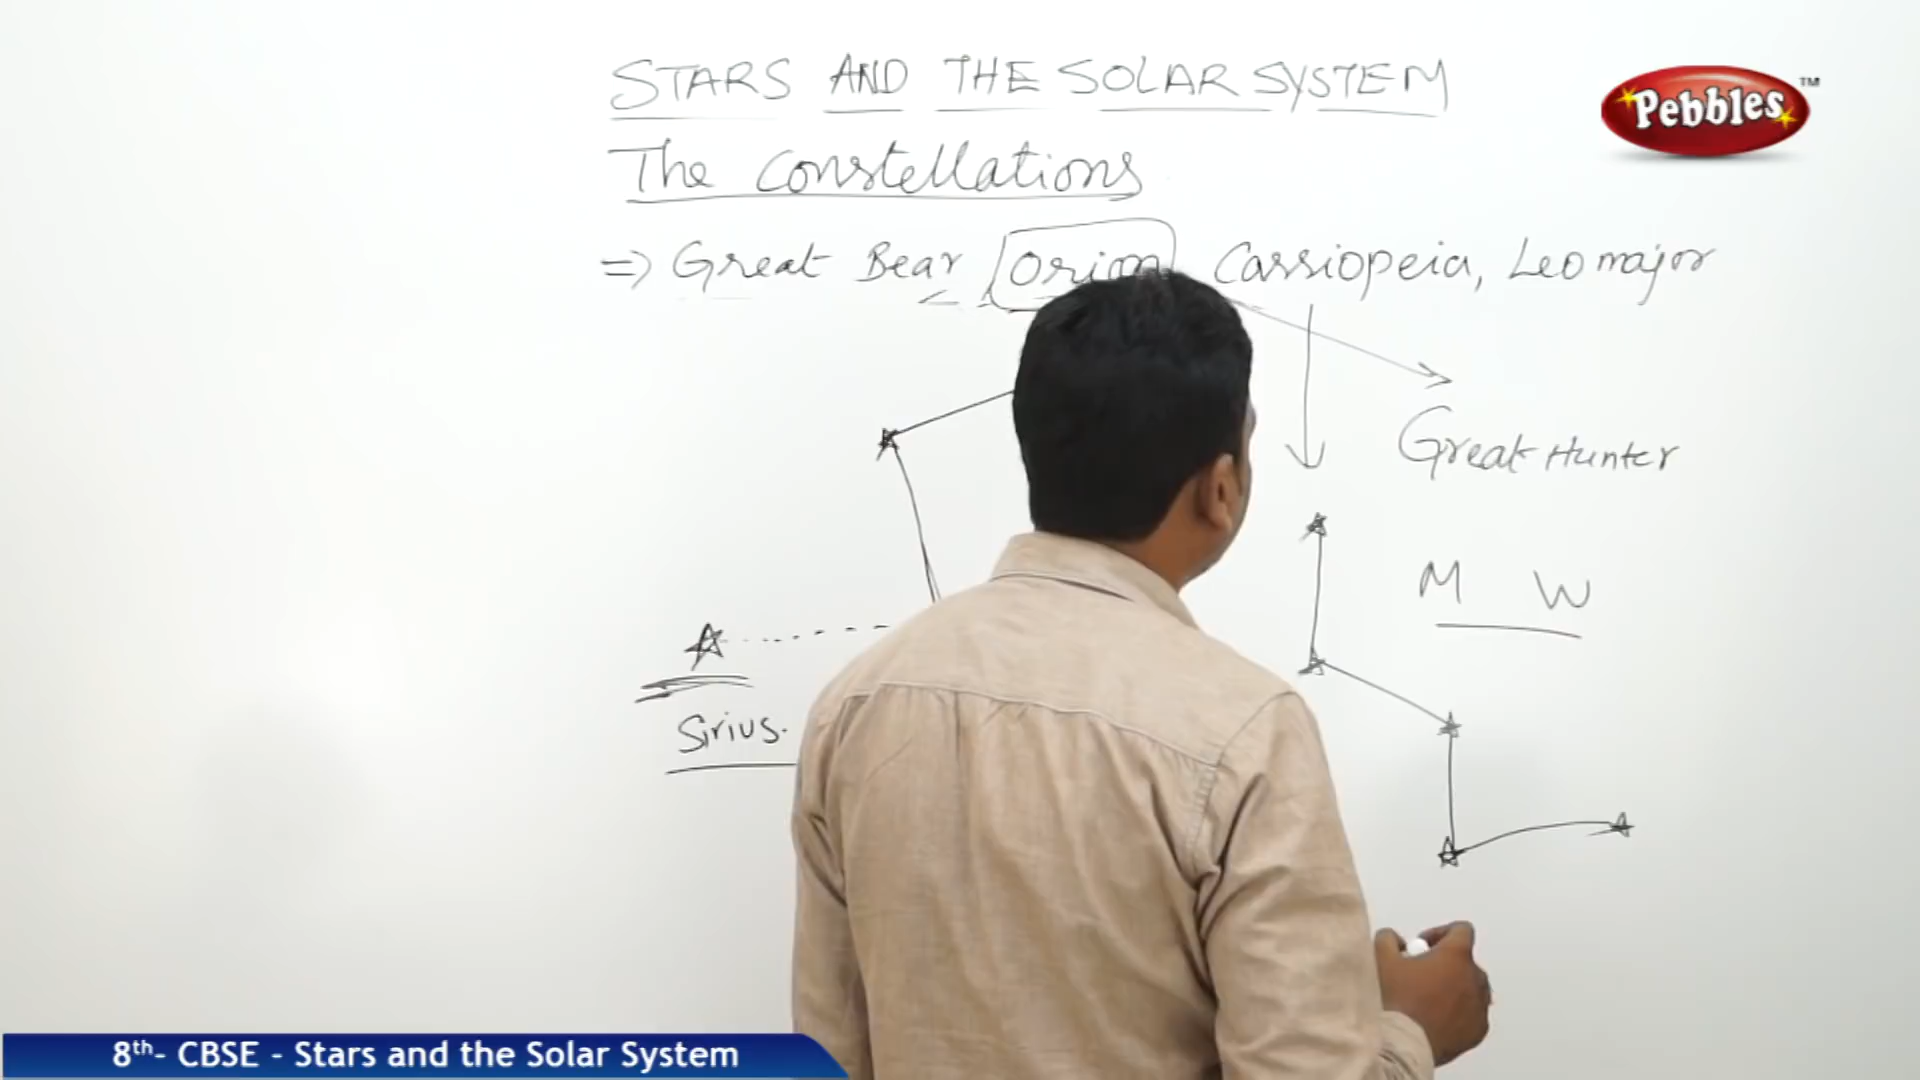 STARS AND THE SOLAR SYSTEM
Pebbles™
The Constellations
=> Great Bear Orion Cassiopeia, Leo major
Great Hunter
M W
Sirius.
8th- CBSE - Stars and the Solar System